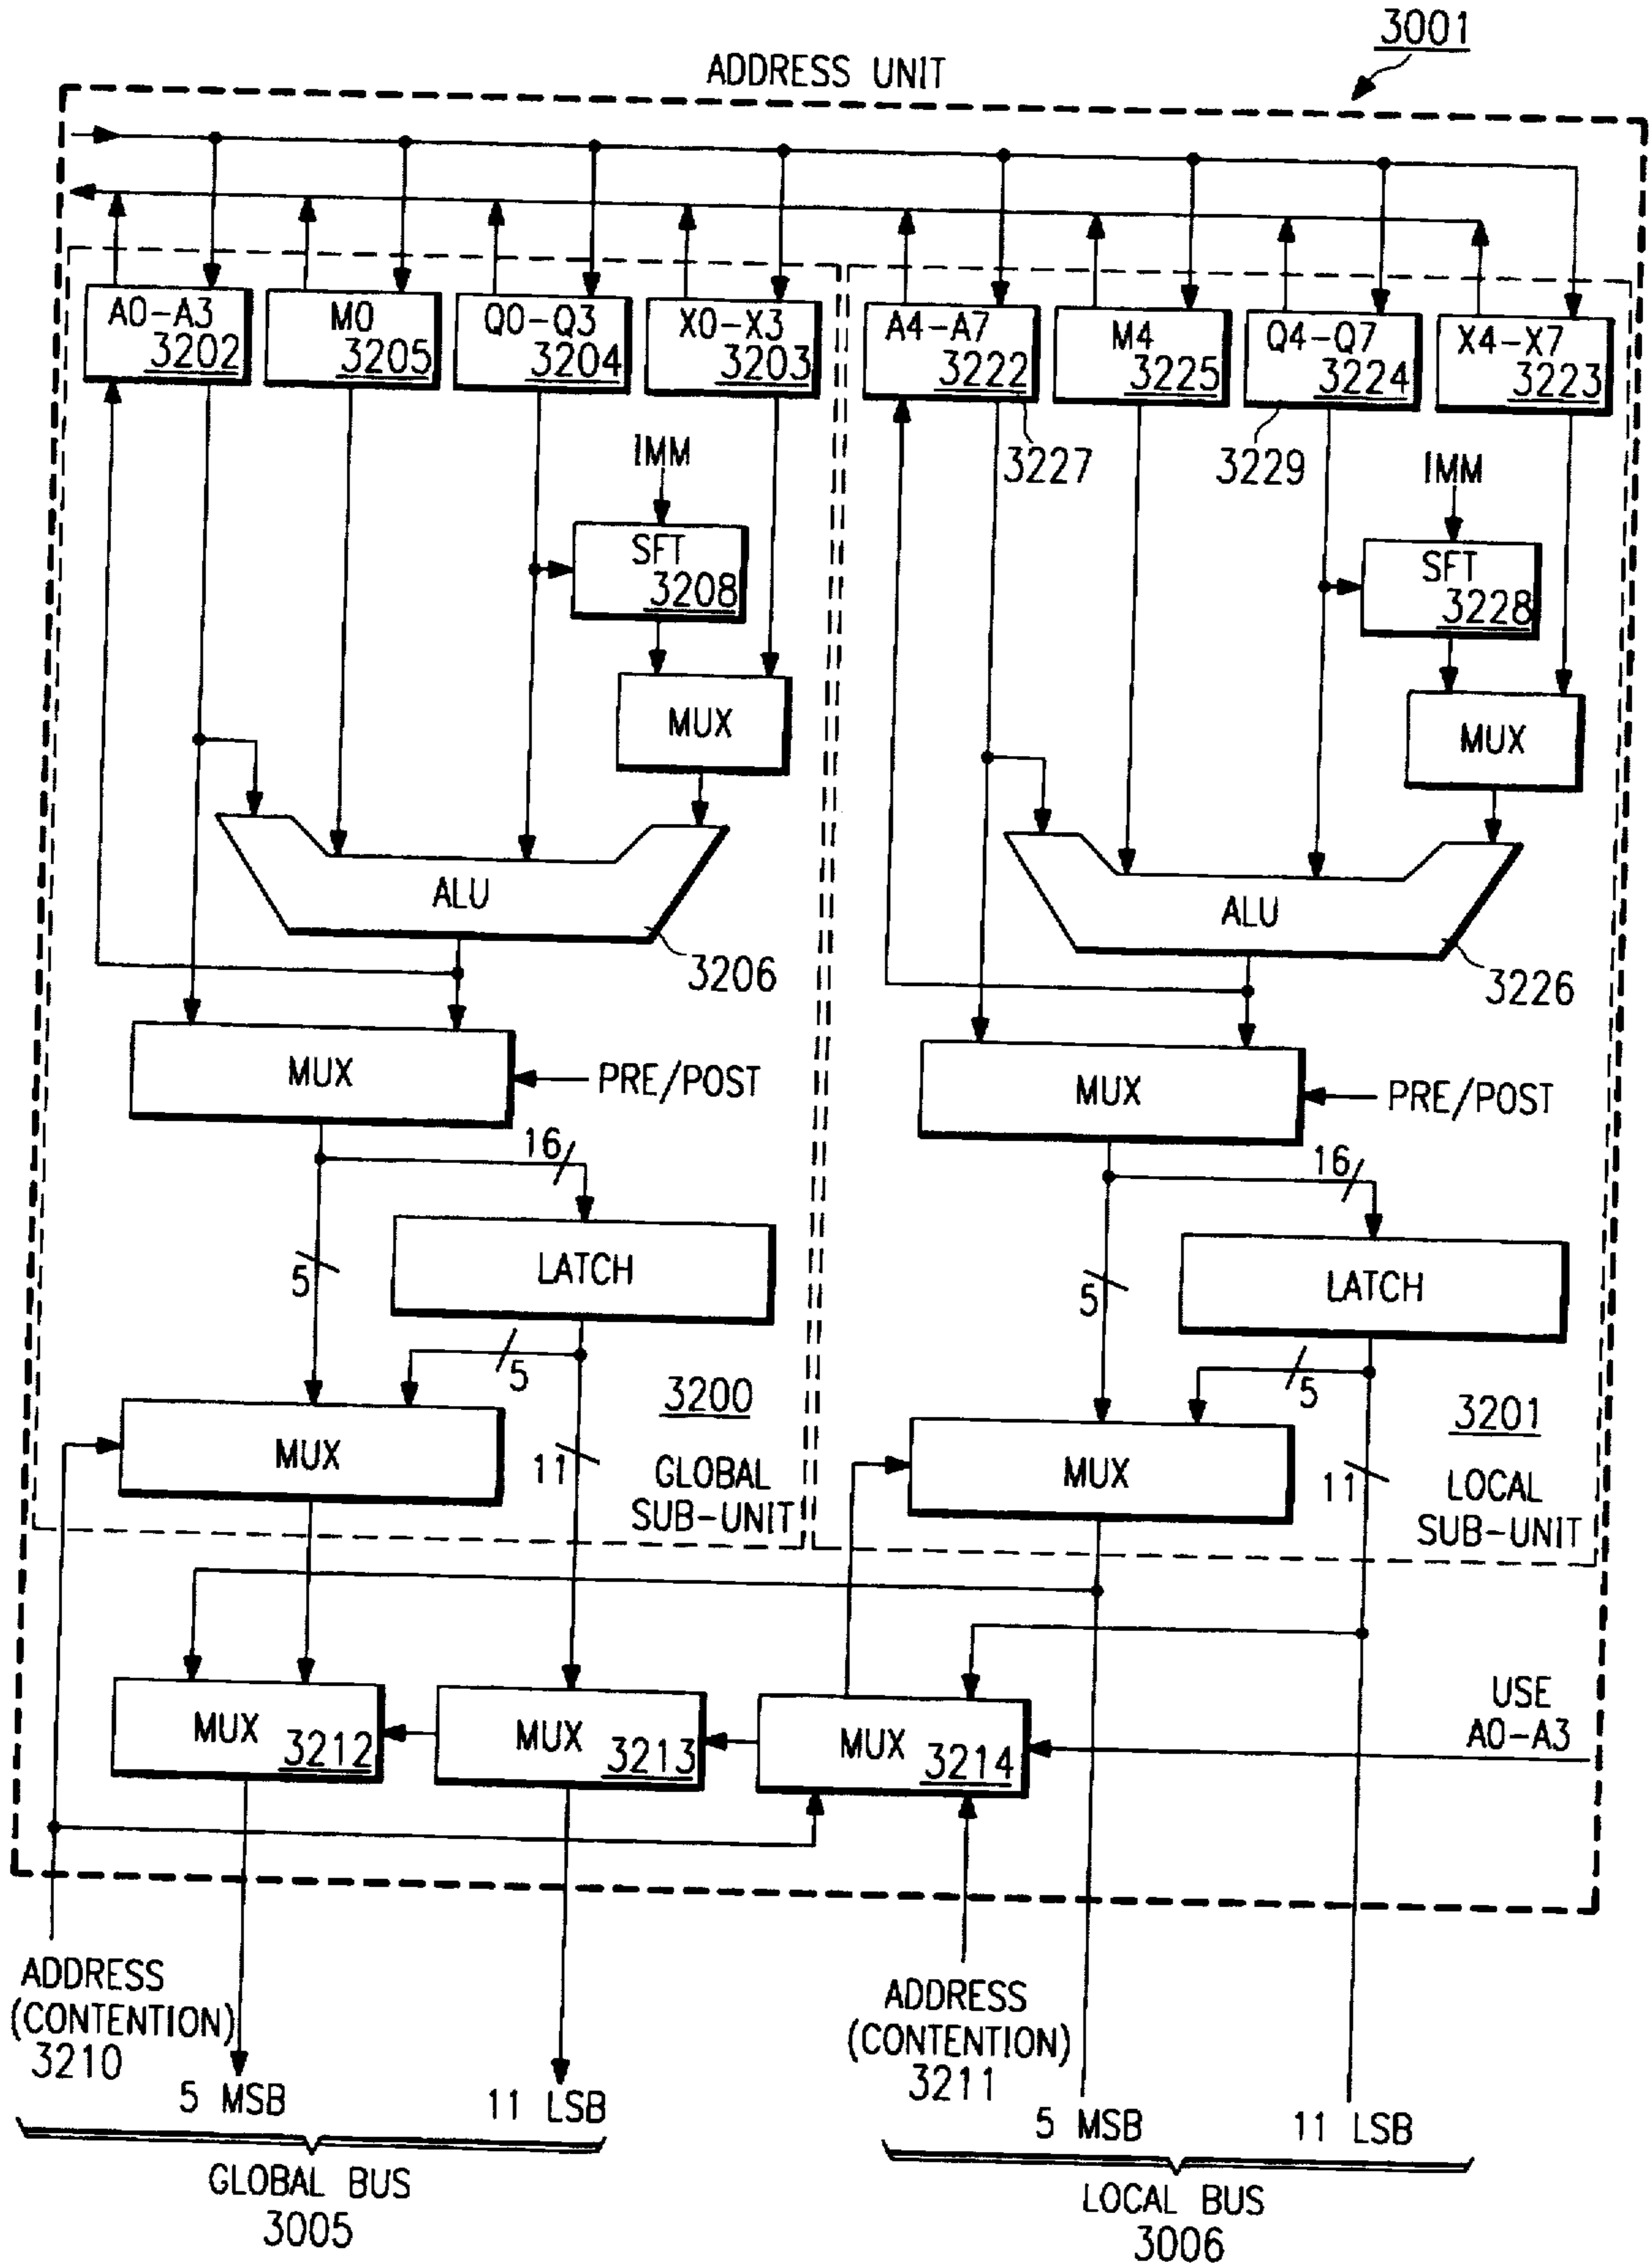 3001
ADDRESS UNIT
A0-A3
3202
M0
3205
Q0-Q3
3204
X0-X3
3203
A4-A7
3222
M4
3225
Q4-Q7
3224
X4-X7
3223
3227
3229
IMM
IMM
SFT
3208
SFT
3228
MUX
MUX
ALU
ALU
3206
3226
MUX
PRE/POST
MUX
PRE/POST
16
16
5
LATCH
5
LATCH
5
5
3200
3201
MUX
11
GLOBAL
SUB-UNIT
MUX
11
LOCAL
SUB-UNIT
MUX
3212
MUX
3213
MUX
3214
USE
A0-A3
ADDRESS
(CONTENTION)
3210
ADDRESS
(CONTENTION)
3211
5 MSB
11 LSB
5 MSB
11 LSB
GLOBAL BUS
3005
LOCAL BUS
3006